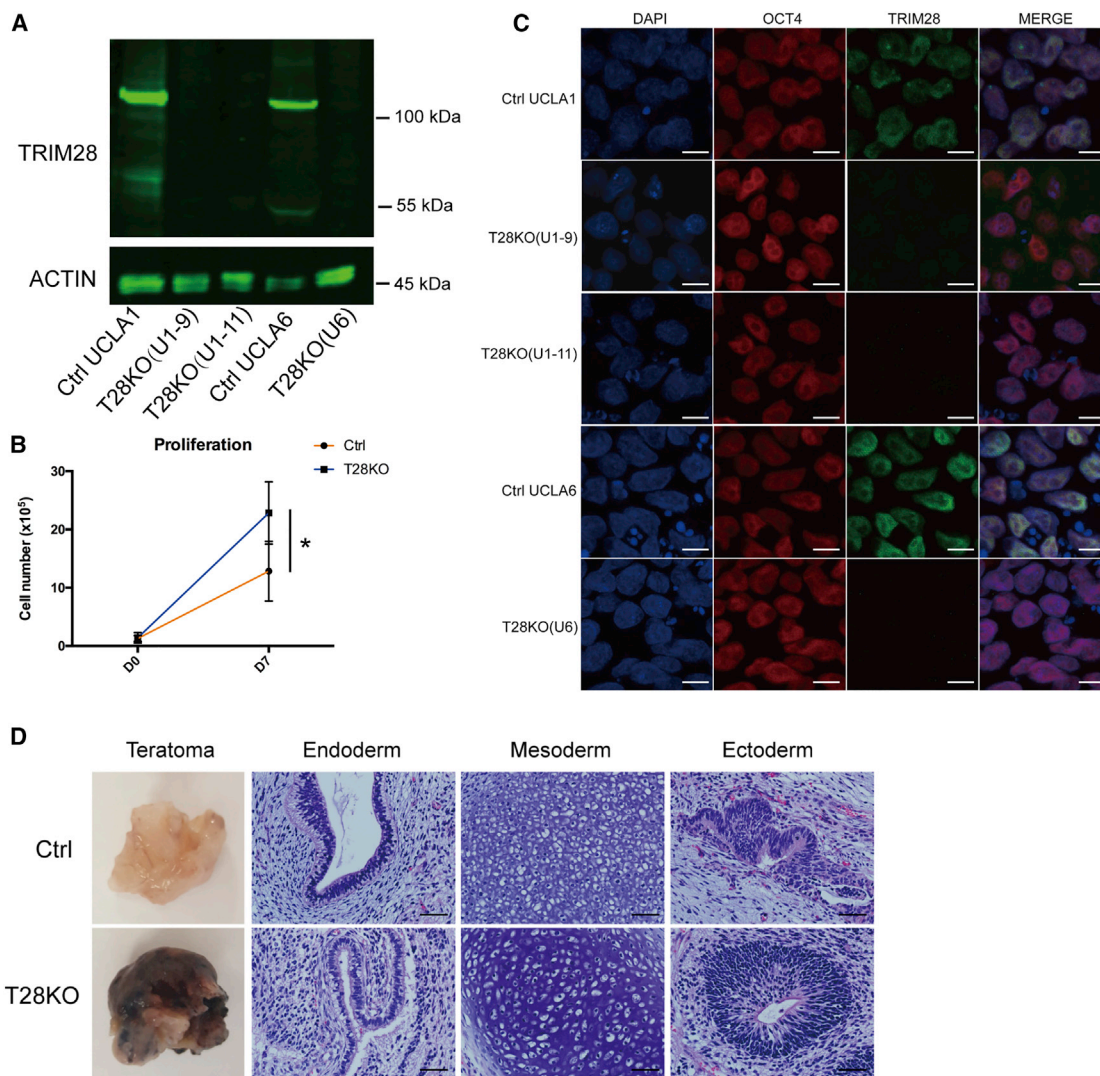 A
TRIM28
100 kDa
55 kDa
ACTIN
45 kDa
Ctrl UCLA1
T28KO(U1-9)
T28KO(U1-11)
Ctrl UCLA6
T28KO(U6)
B
Proliferation
Ctrl
T28KO
Cell number (x10⁵)
30
20
10
0
D0
D7
*
C
DAPI OCT4 TRIM28 MERGE
Ctrl UCLA1
T28KO(U1-9)
T28KO(U1-11)
Ctrl UCLA6
T28KO(U6)
D
Teratoma Endoderm Mesoderm Ectoderm
Ctrl
T28KO